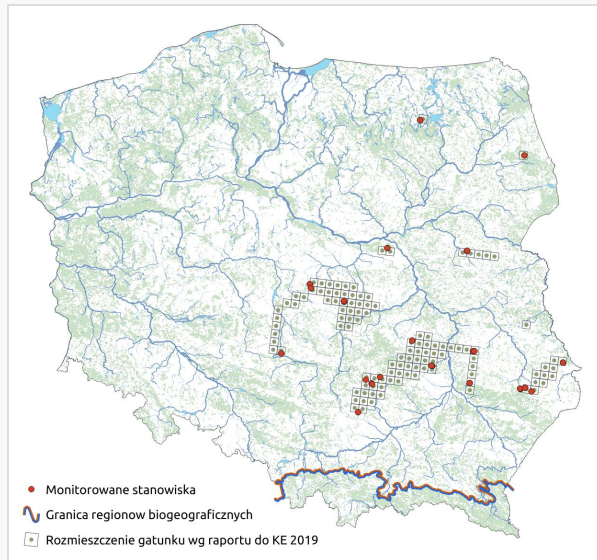 Monitorowane stanowiska
Granica regionow biogeograficznych
Rozmieszczenie gatunku wg raportu do KE 2019